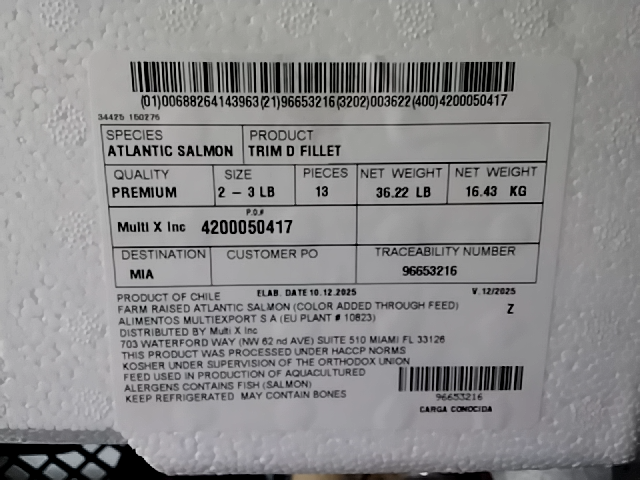 (01)00688264143963(21)96653216(3202)003622(400)4200050417
34425 160276
SPECIES PRODUCT
ATLANTIC SALMON TRIM D FILLET
QUALITY SIZE PIECES NET WEIGHT NET WEIGHT
PREMIUM 2 - 3 LB 13 36.22 LB 16.43 KG
P.O.#
Multi X Inc 4200050417
DESTINATION CUSTOMER PO TRACEABILITY NUMBER
MIA 96653216
PRODUCT OF CHILE ELAB. DATE 10.12.2025 V. 12/2025
FARM RAISED ATLANTIC SALMON (COLOR ADDED THROUGH FEED) Z
ALIMENTOS MULTIEXPORT S A (EU PLANT # 10823)
DISTRIBUTED BY Multi X Inc
703 WATERFORD WAY (NW 62 nd AVE) SUITE 510 MIAMI FL 33126
THIS PRODUCT WAS PROCESSED UNDER HACCP NORMS
KOSHER UNDER SUPERVISION OF THE ORTHODOX UNION
FEED USED IN PRODUCTION OF AQUACULTURED
ALERGENS CONTAINS FISH (SALMON)
KEEP REFRIGERATED MAY CONTAIN BONES
96653216
CARGA CONOCIDA